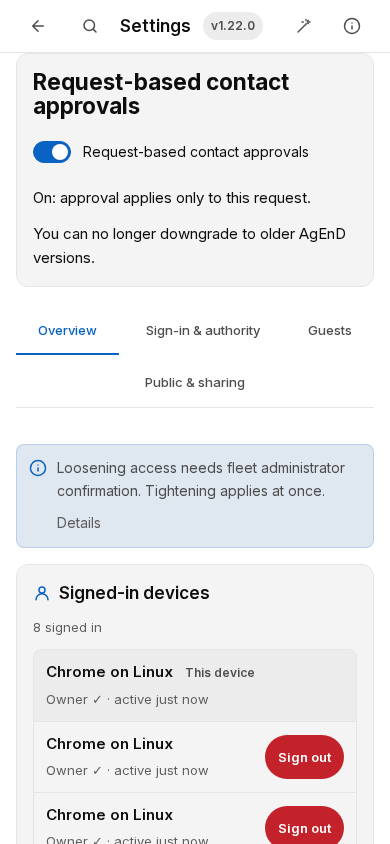 Settings v1.22.0
Request-based contact
approvals
Request-based contact approvals
On: approval applies only to this request.
You can no longer downgrade to older AgEnD
versions.
Overview Sign-in & authority Guests
Public & sharing
Loosening access needs fleet administrator
confirmation. Tightening applies at once.
Details
Signed-in devices
8 signed in
Chrome on Linux This device
Owner ✓ · active just now
Chrome on Linux
Owner ✓ · active just now
Sign out
Chrome on Linux
Owner ✓ · active just now
Sign out